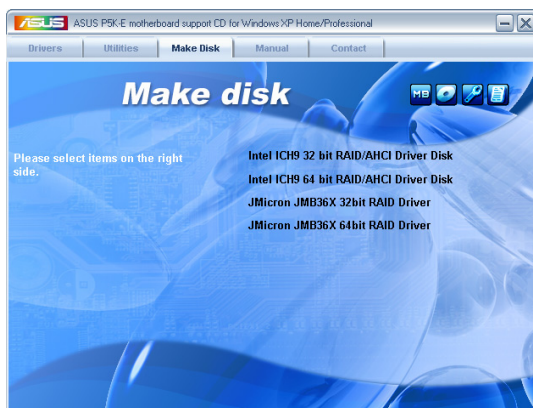 ASUS ASUS P5K-E motherboard support CD for Windows XP Home/Professional
Drivers Utilities Make Disk Manual Contact
Make disk
MB
Please select items on the right
side.
Intel ICH9 32 bit RAID/AHCI Driver Disk
Intel ICH9 64 bit RAID/AHCI Driver Disk
JMicron JMB36X 32bit RAID Driver
JMicron JMB36X 64bit RAID Driver